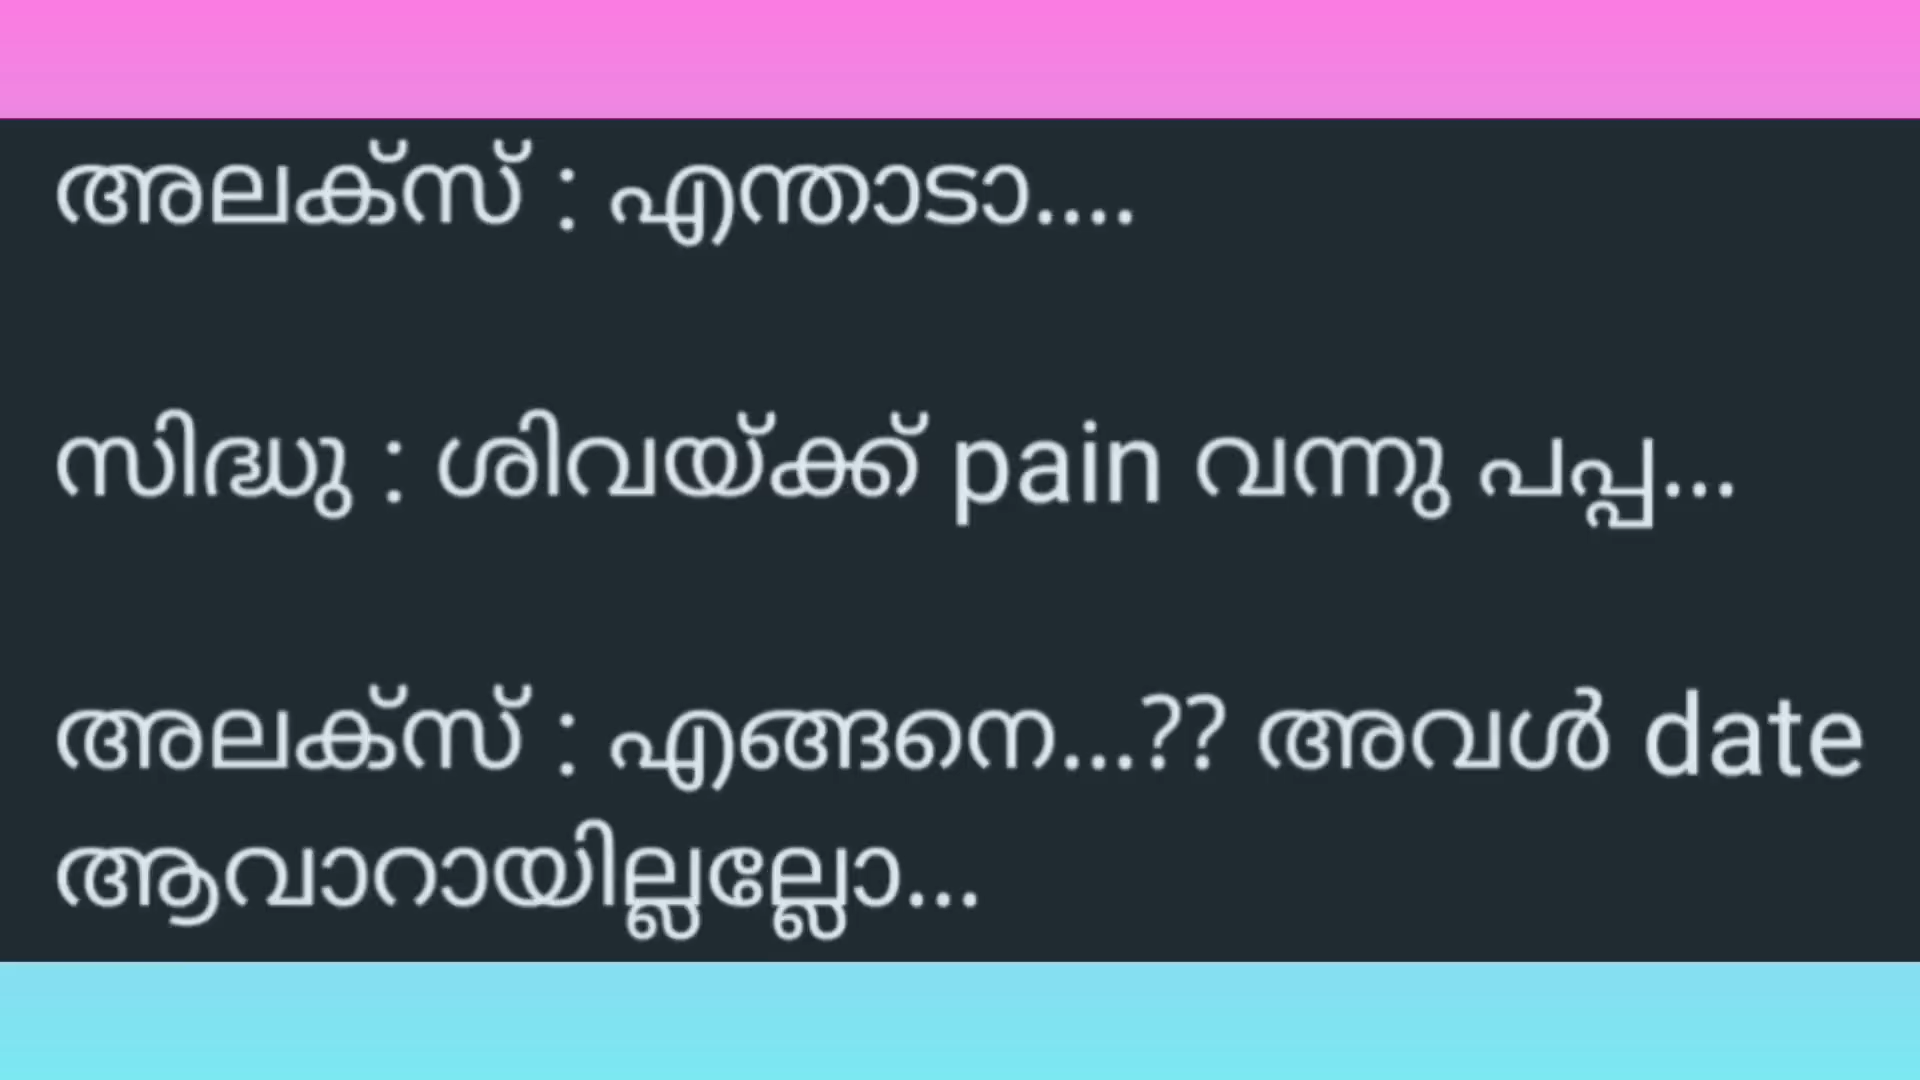 അലക്സ് : എന്താടാ....
സിദ്ധു : ശിവയ്ക്ക് pain വന്നു പപ്പ...
അലക്സ് : എങ്ങനെ...?? അവൾ date
ആവാറായില്ലല്ലോ...